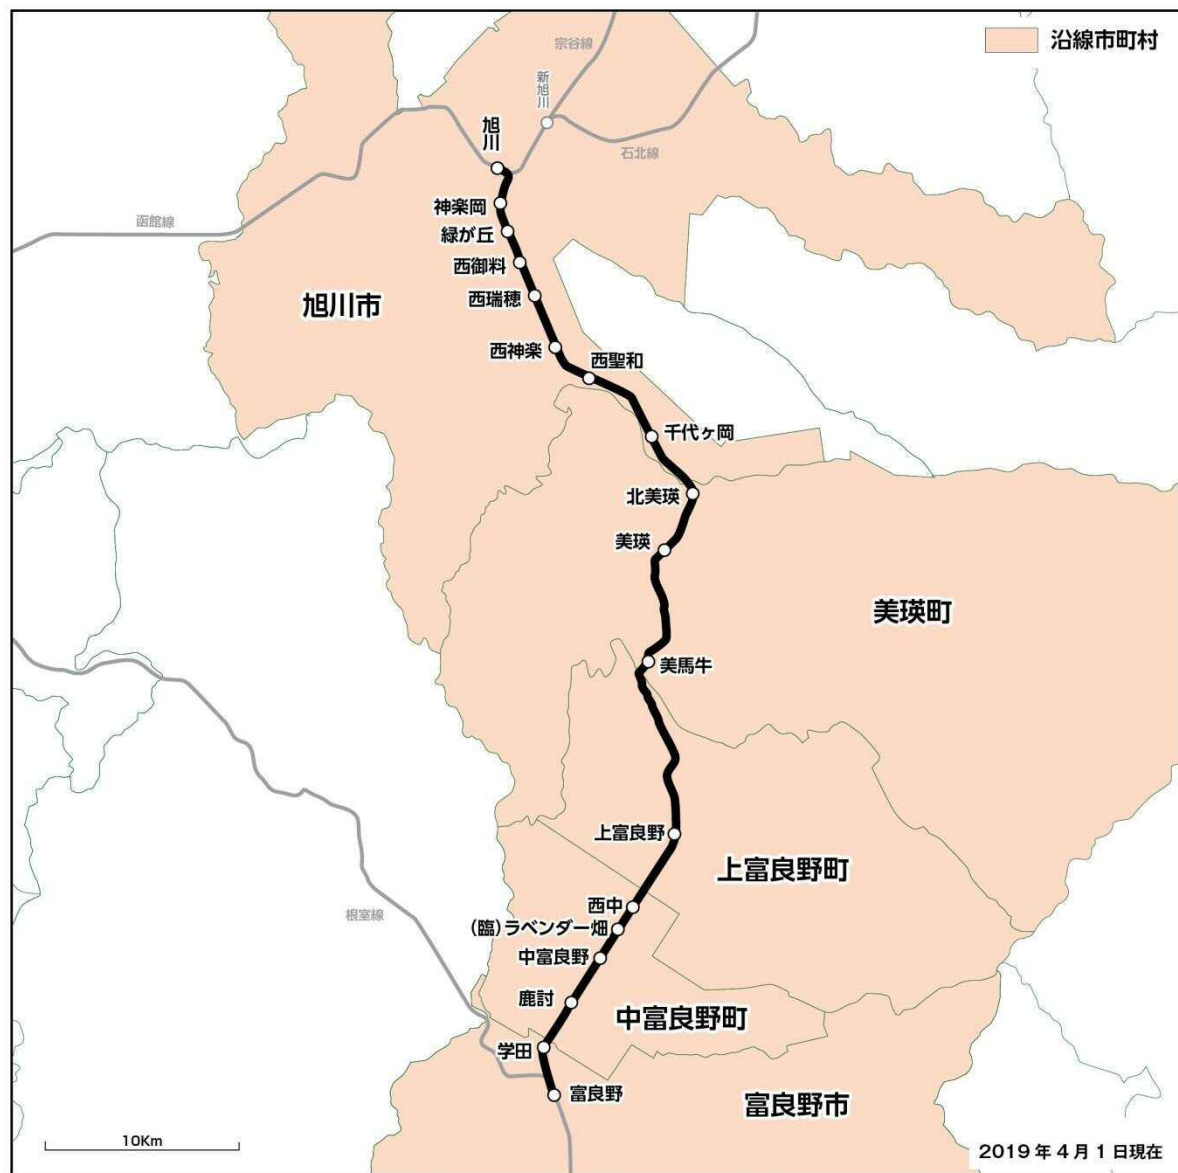 沿線市町村
宗谷線
新旭川
旭川
石北線
函館線
神楽岡
緑が丘
西御料
西瑞穂
旭川市
西神楽
西聖和
千代ヶ岡
北美瑛
美瑛
美瑛町
美馬牛
上富良野
上富良野町
根室線
西中
(臨)ラベンダー畑
中富良野
鹿討
中富良野町
学田
富良野
富良野市
10Km
2019年4月1日現在